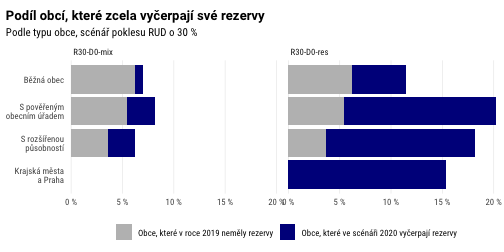 Podíl obcí, které zcela vyčerpají své rezervy
Podle typu obce, scénář poklesu RUD o 30 %
R30-D0-mix
R30-D0-res
Běžná obec
S pověřeným
obecním úřadem
S rozšířenou
působností
Krajská města
a Praha
0 %
5 %
10 %
15 %
20 %
0 %
5 %
10 %
15 %
20 %
Obce, které v roce 2019 neměly rezervy
Obce, které ve scénáři 2020 vyčerpají rezervy